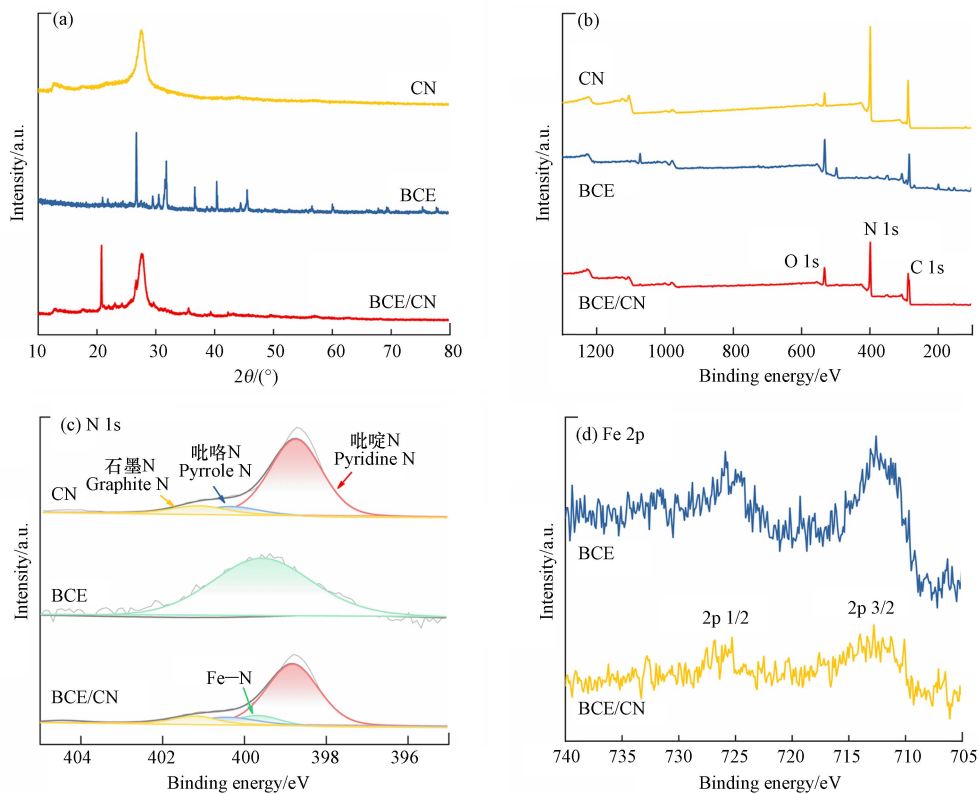 (a)
CN
BCE
BCE/CN
Intensity/a.u.
10 20 30 40 50 60 70 80
2θ/(°)
(b)
CN
BCE
N 1s
O 1s
C 1s
BCE/CN
Intensity/a.u.
1200 1000 800 600 400 200
Binding energy/eV
(c) N 1s
石墨N
Graphite N
吡咯N
Pyrrole N
吡啶N
Pyridine N
CN
BCE
Fe—N
BCE/CN
Intensity/a.u.
404 402 400 398 396
Binding energy/eV
(d) Fe 2p
BCE
2p 1/2
2p 3/2
BCE/CN
Intensity/a.u.
740 735 730 725 720 715 710 705
Binding energy/eV